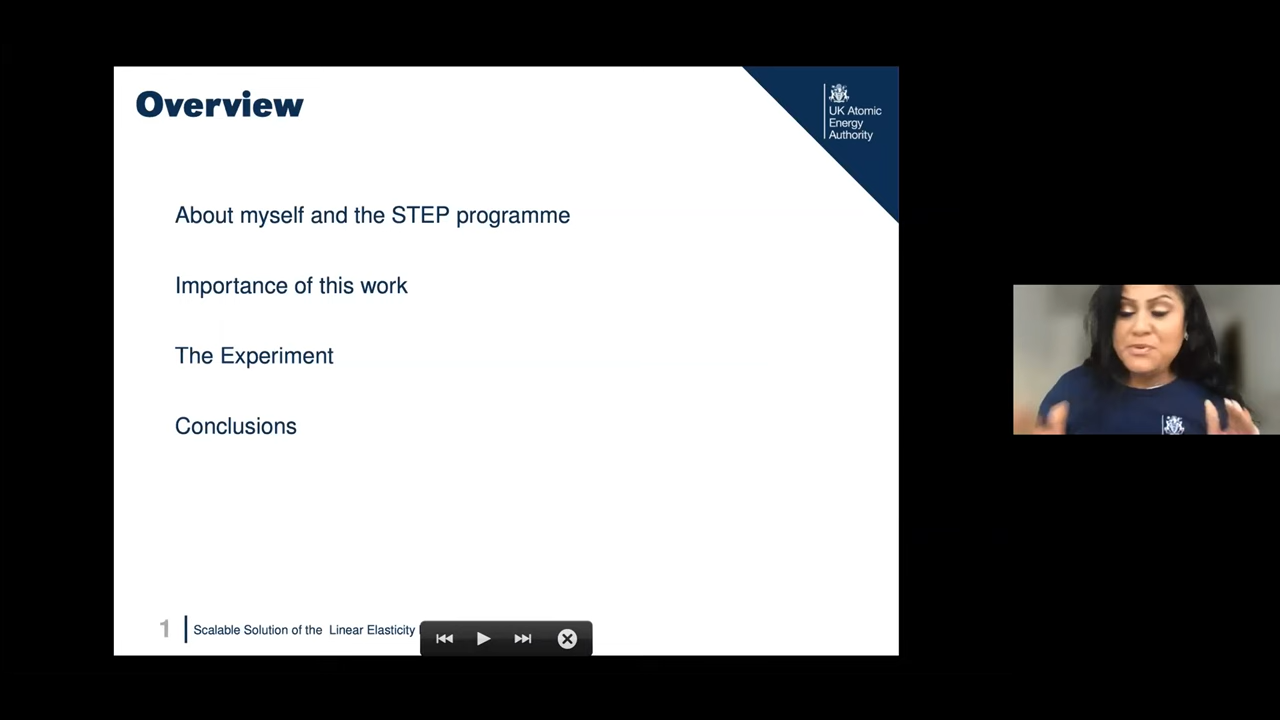 Overview
UK Atomic
Energy
Authority
About myself and the STEP programme
Importance of this work
The Experiment
Conclusions
1
Scalable Solution of the Linear Elasticity